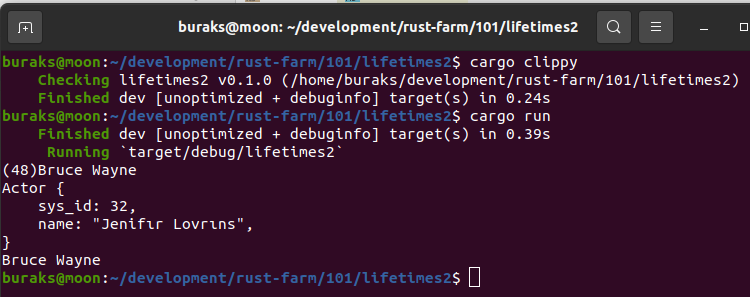 buraks@moon: ~/development/rust-farm/101/lifetimes2
buraks@moon:~/development/rust-farm/101/lifetimes2$ cargo clippy
Checking lifetimes2 v0.1.0 (/home/buraks/development/rust-farm/101/lifetimes2)
Finished dev [unoptimized + debuginfo] target(s) in 0.24s
buraks@moon:~/development/rust-farm/101/lifetimes2$ cargo run
Finished dev [unoptimized + debuginfo] target(s) in 0.39s
Running `target/debug/lifetimes2`
(48)Bruce Wayne
Actor {
sys_id: 32,
name: "Jenifır Lovrıns",
}
Bruce Wayne
buraks@moon:~/development/rust-farm/101/lifetimes2$